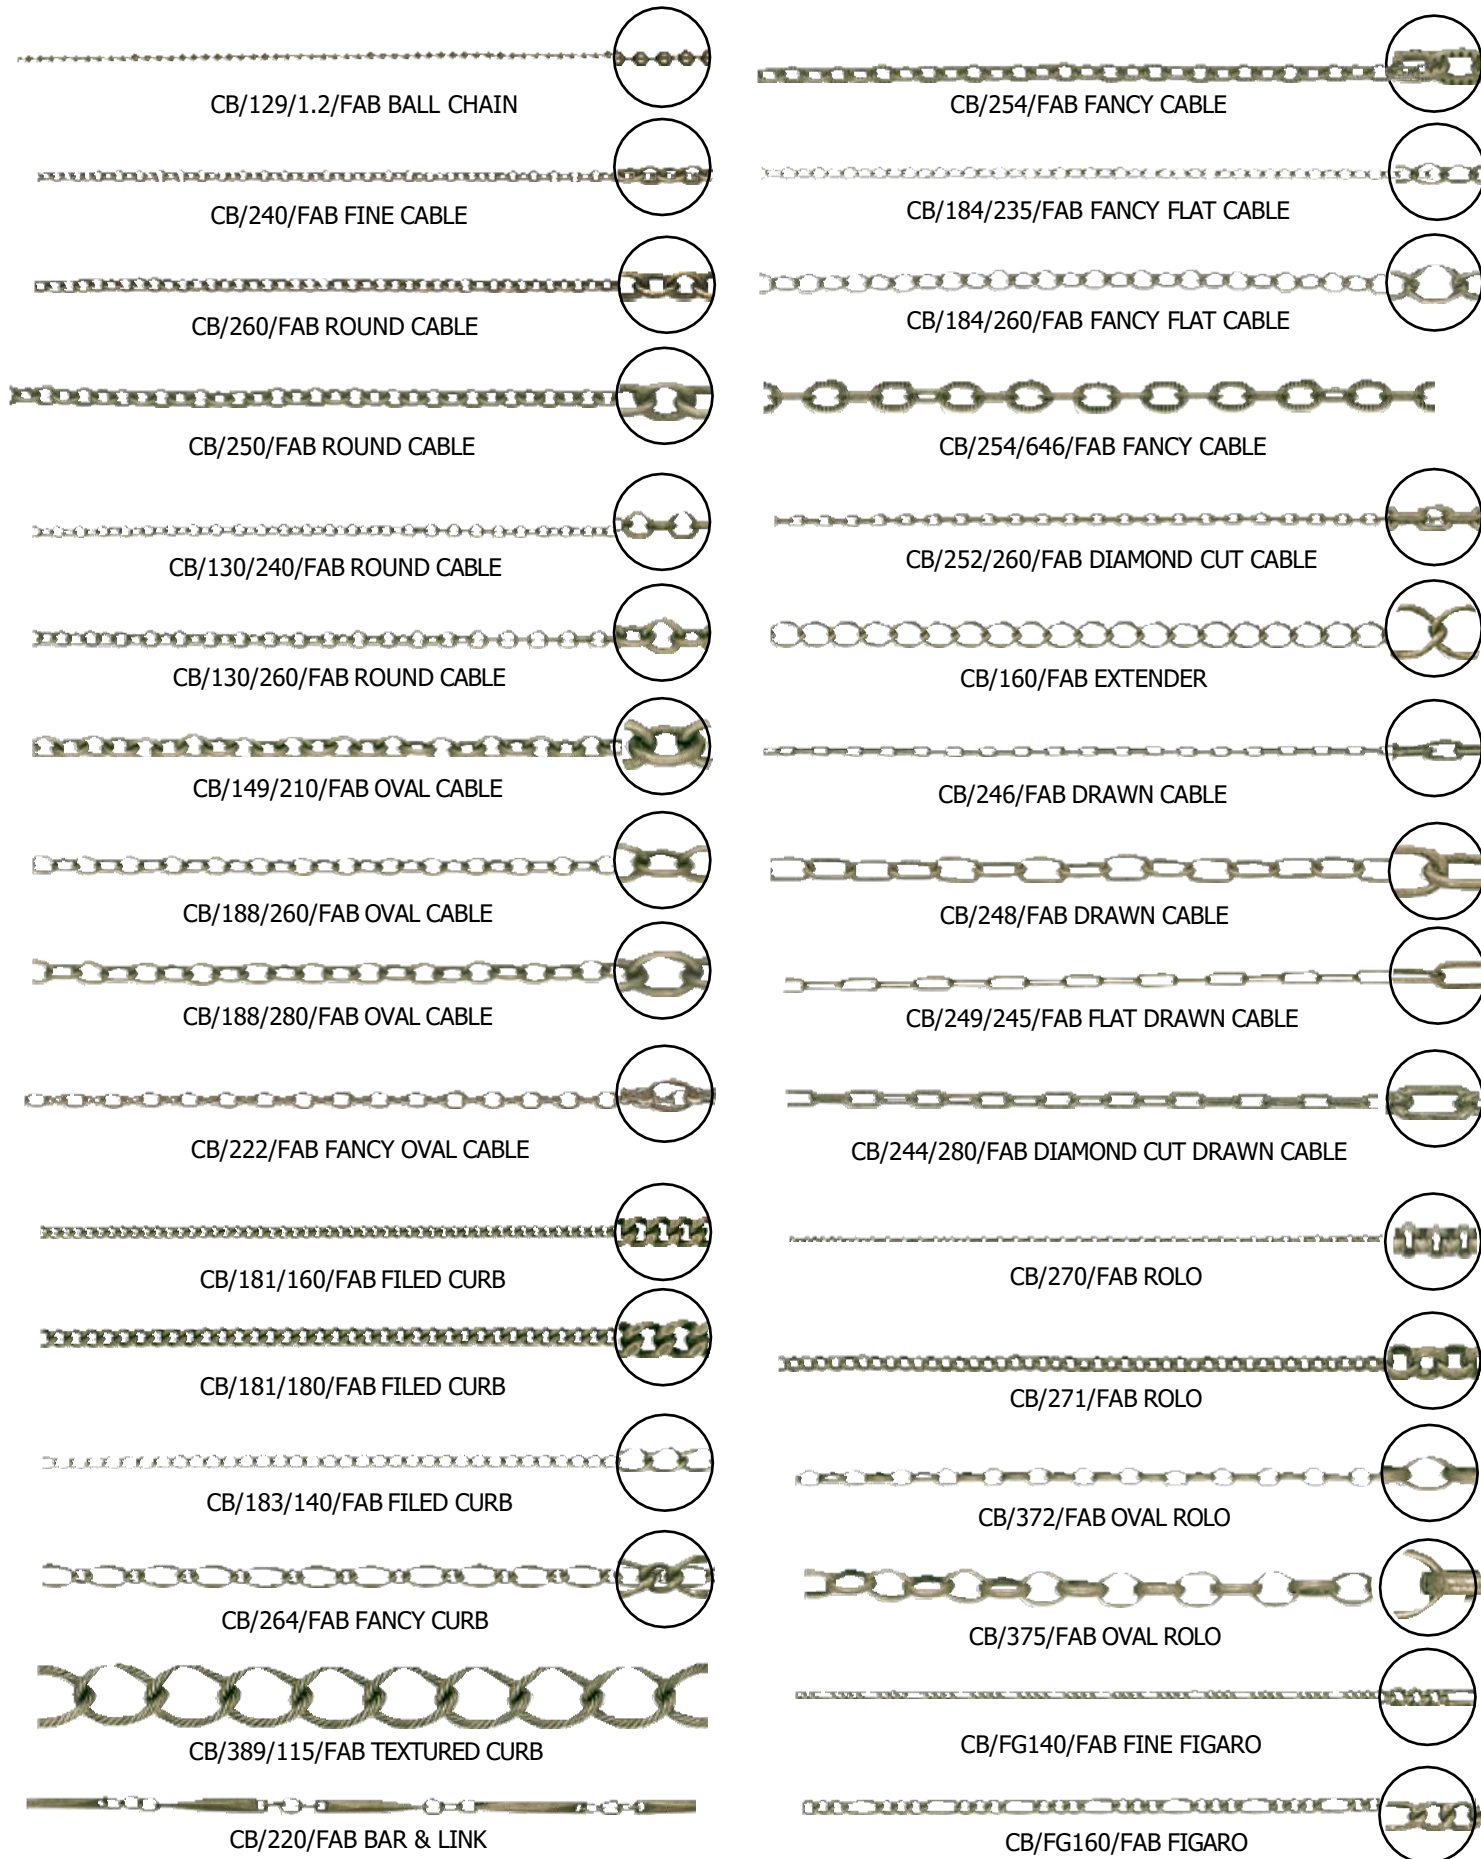 CB/129/1.2/FAB BALL CHAIN
CB/240/FAB FINE CABLE
CB/260/FAB ROUND CABLE
CB/250/FAB ROUND CABLE
CB/130/240/FAB ROUND CABLE
CB/130/260/FAB ROUND CABLE
CB/149/210/FAB OVAL CABLE
CB/188/260/FAB OVAL CABLE
CB/188/280/FAB OVAL CABLE
CB/222/FAB FANCY OVAL CABLE
CB/181/160/FAB FILED CURB
CB/181/180/FAB FILED CURB
CB/183/140/FAB FILED CURB
CB/264/FAB FANCY CURB
CB/389/115/FAB TEXTURED CURB
CB/220/FAB BAR & LINK
CB/254/FAB FANCY CABLE
CB/184/235/FAB FANCY FLAT CABLE
CB/184/260/FAB FANCY FLAT CABLE
CB/254/646/FAB FANCY CABLE
CB/252/260/FAB DIAMOND CUT CABLE
CB/160/FAB EXTENDER
CB/246/FAB DRAWN CABLE
CB/248/FAB DRAWN CABLE
CB/249/245/FAB FLAT DRAWN CABLE
CB/244/280/FAB DIAMOND CUT DRAWN CABLE
CB/270/FAB ROLO
CB/271/FAB ROLO
CB/372/FAB OVAL ROLO
CB/375/FAB OVAL ROLO
CB/FG140/FAB FINE FIGARO
CB/FG160/FAB FIGARO